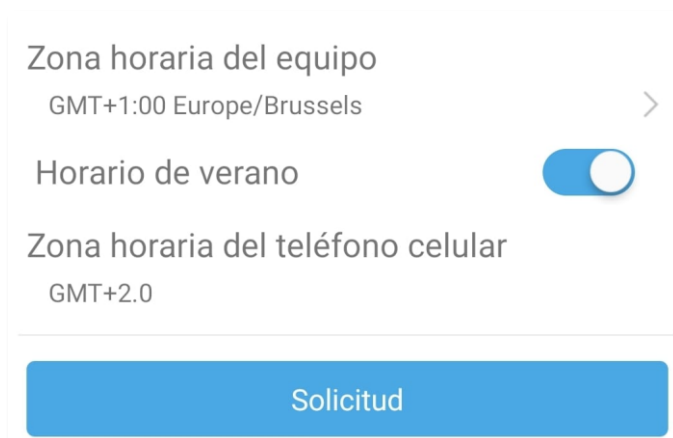 Zona horaria del equipo
GMT+1:00 Europe/Brussels
Horario de verano
Zona horaria del teléfono celular
GMT+2.0
Solicitud